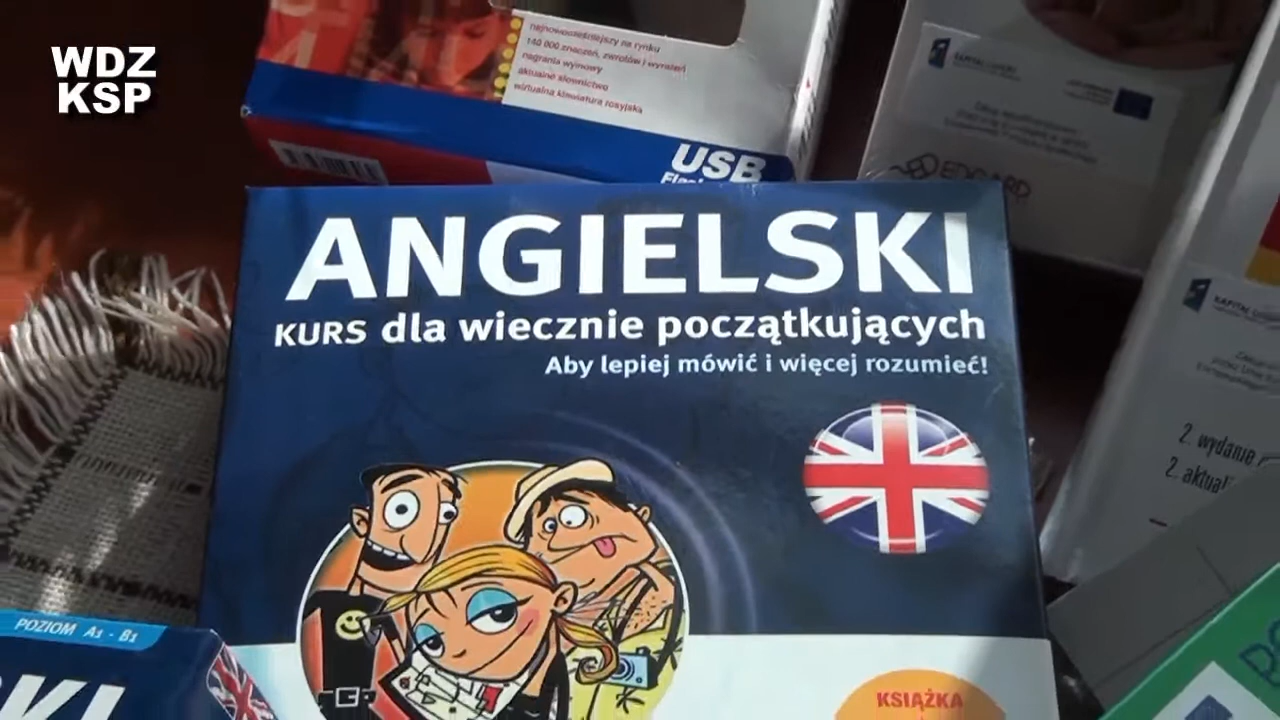 WDZ
KSP
najnowocześniejszy na rynku
140 000 znaczeń, zwrotów i wyrażeń
nagrania wymowy
aktualne słownictwo
wirtualna klawiatura rosyjska
USB
EDGARD
ANGIELSKI
KURS dla wiecznie początkujących
Aby lepiej mówić i więcej rozumieć!
2. wydanie
2.
POZIOM A1 - B1
KSIĄŻKA